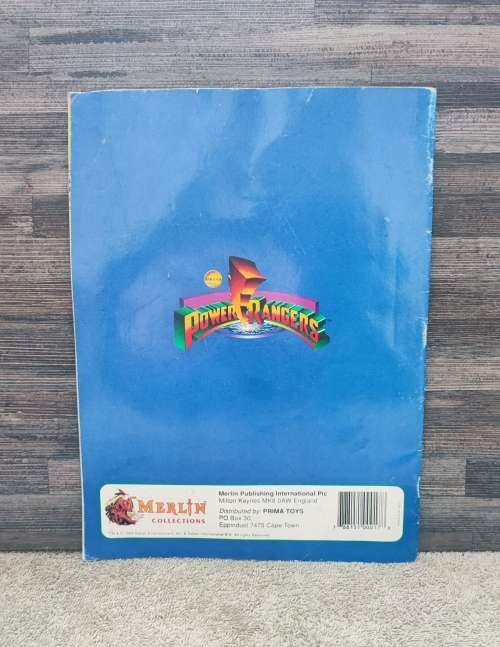 POWER RANGERS
MERLIN
COLLECTIONS
Merlin Publishing International Plc
Milton Keynes MK8 0AW England
Distributed by: PRIMA TOYS
PO Box 30,
Eppindust 7475 Cape Town